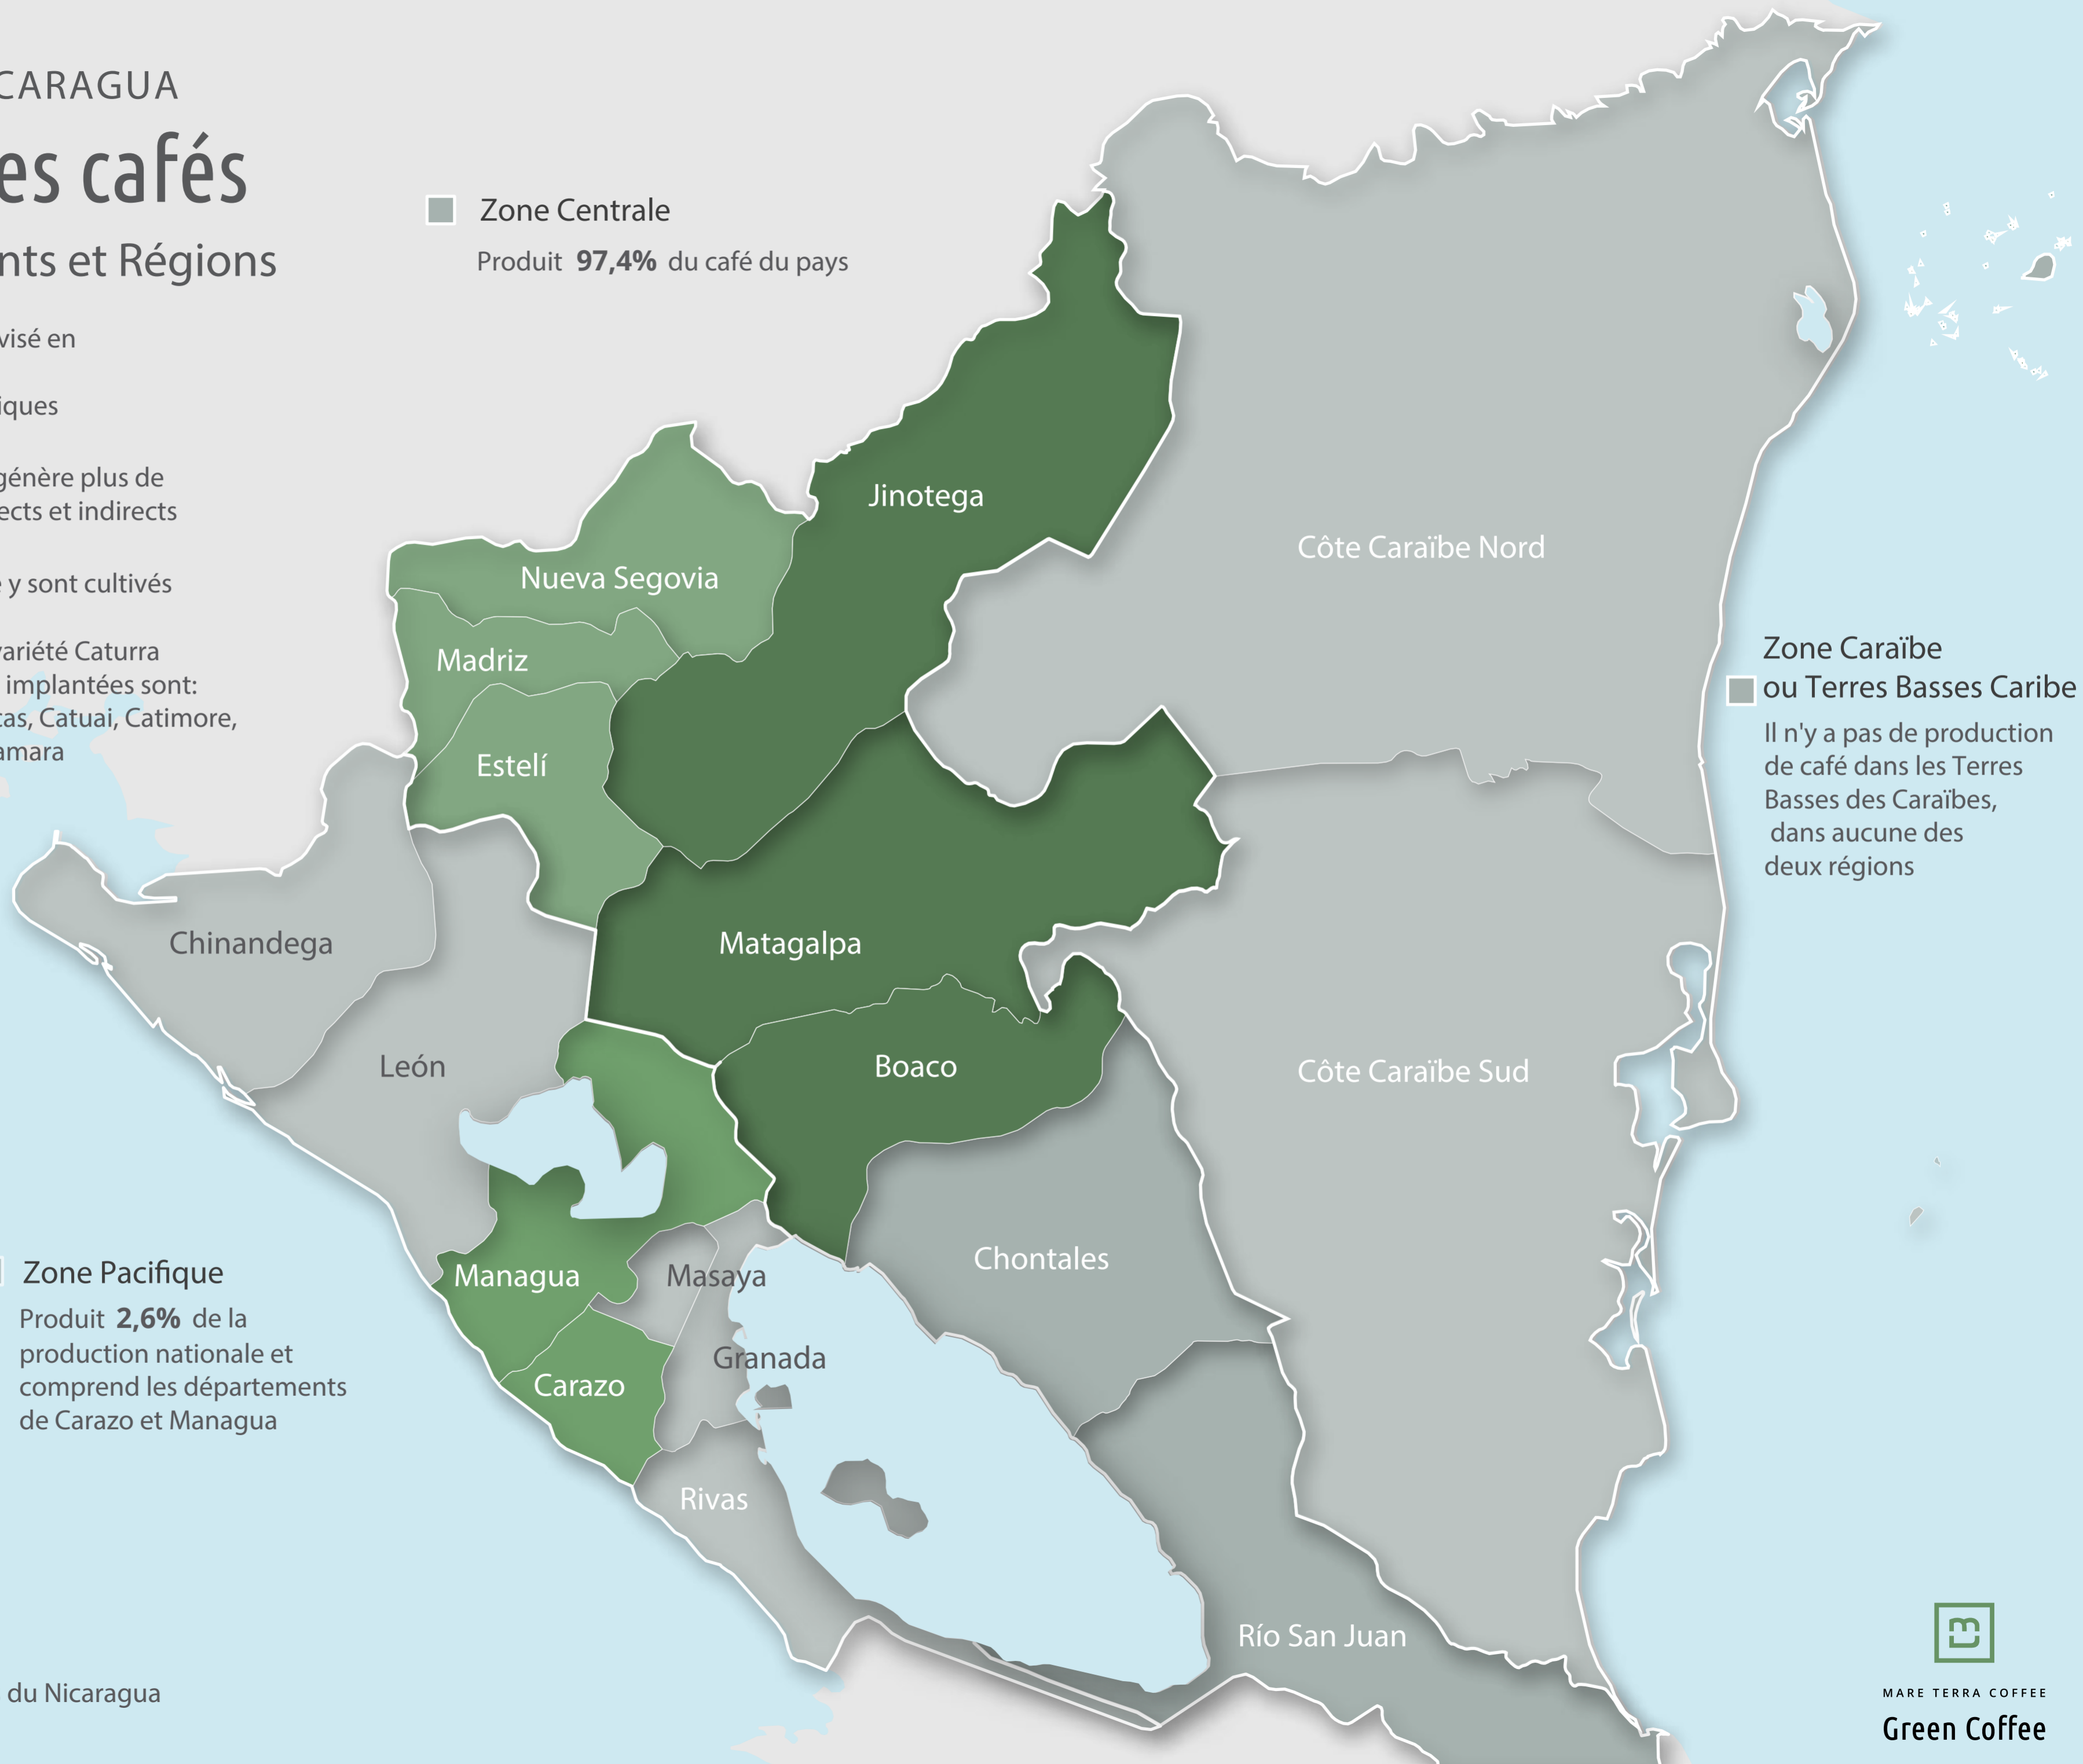 CARAGUA
es cafés
nts et Régions
visé en
iques
génère plus de
ects et indirects
e y sont cultivés
variété Caturra
implantées sont:
cas, Catuai, Catimore,
amara
Zone Centrale
Produit 97,4% du café du pays
Jinotega
Nueva Segovia
Madriz
Estelí
Côte Caraïbe Nord
Zone Caraïbe
ou Terres Basses Caribe
Il n'y a pas de production
de café dans les Terres
Basses des Caraïbes,
dans aucune des
deux régions
Chinandega
Matagalpa
León
Boaco
Côte Caraïbe Sud
Chontales
Managua
Masaya
Granada
Carazo
Rivas
Río San Juan
Zone Pacifique
Produit 2,6% de la
production nationale et
comprend les départements
de Carazo et Managua
du Nicaragua
MARE TERRA COFFEE
Green Coffee